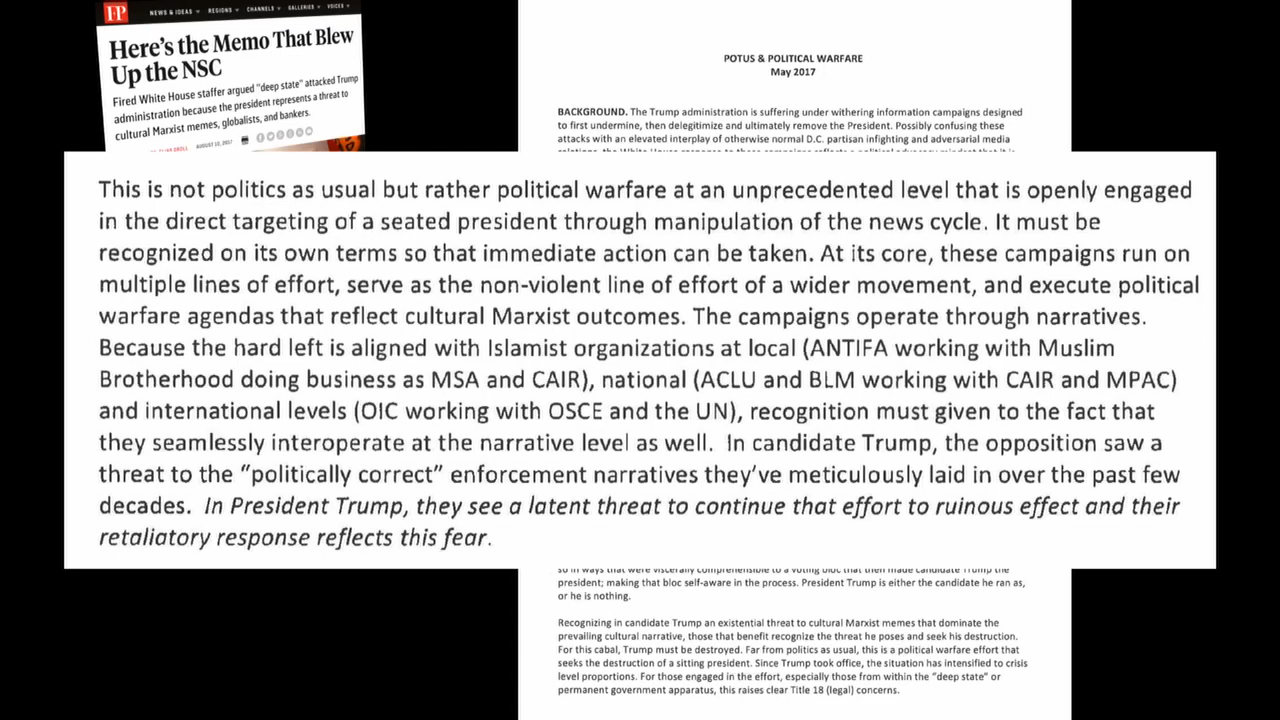 FP
NEWS & IDEAS REGIONS CHANNELS GALLERIES VOICES
Here's the Memo That Blew
Up the NSC
Fired White House staffer argued "deep state" attacked Trump
administration because the president represents a threat to
cultural Marxist memes, globalists, and bankers.
AUGUST 10, 2017
POTUS & POLITICAL WARFARE
May 2017
BACKGROUND. The Trump administration is suffering under withering information campaigns designed
to first undermine, then delegitimize and ultimately remove the President. Possibly confusing these
attacks with an elevated interplay of otherwise normal D.C. partisan infighting and adversarial media
This is not politics as usual but rather political warfare at an unprecedented level that is openly engaged
in the direct targeting of a seated president through manipulation of the news cycle. It must be
recognized on its own terms so that immediate action can be taken. At its core, these campaigns run on
multiple lines of effort, serve as the non-violent line of effort of a wider movement, and execute political
warfare agendas that reflect cultural Marxist outcomes. The campaigns operate through narratives.
Because the hard left is aligned with Islamist organizations at local (ANTIFA working with Muslim
Brotherhood doing business as MSA and CAIR), national (ACLU and BLM working with CAIR and MPAC)
and international levels (OIC working with OSCE and the UN), recognition must given to the fact that
they seamlessly interoperate at the narrative level as well. In candidate Trump, the opposition saw a
threat to the "politically correct" enforcement narratives they've meticulously laid in over the past few
decades. In President Trump, they see a latent threat to continue that effort to ruinous effect and their
retaliatory response reflects this fear.
so in ways that were viscerally comprehensible to a voting bloc that then made candidate Trump the
president; making that bloc self-aware in the process. President Trump is either the candidate he ran as,
or he is nothing.
Recognizing in candidate Trump an existential threat to cultural Marxist memes that dominate the
prevailing cultural narrative, those that benefit recognize the threat he poses and seek his destruction.
For this cabal, Trump must be destroyed. Far from politics as usual, this is a political warfare effort that
seeks the destruction of a sitting president. Since Trump took office, the situation has intensified to crisis
level proportions. For those engaged in the effort, especially those from within the "deep state" or
permanent government apparatus, this raises clear Title 18 (legal) concerns.